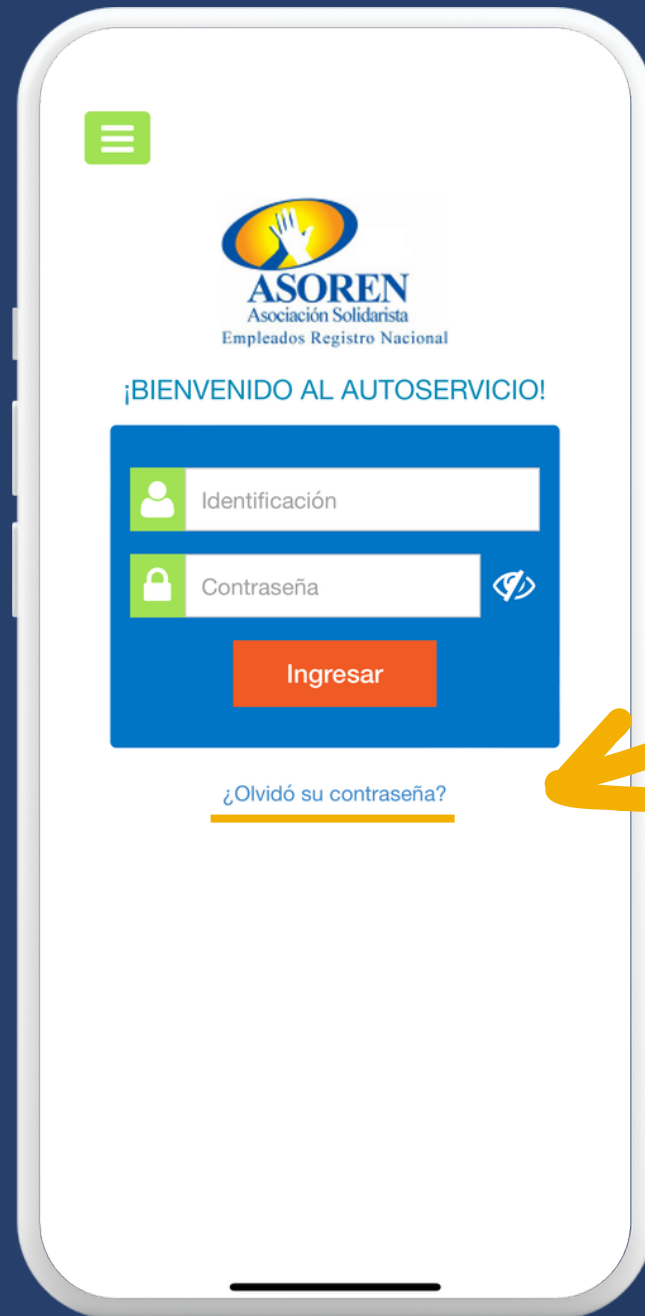 ASOREN
Asociación Solidarista
Empleados Registro Nacional
¡BIENVENIDO AL AUTOSERVICIO!
Identificación
Contraseña
Ingresar
¿Olvidó su contraseña?